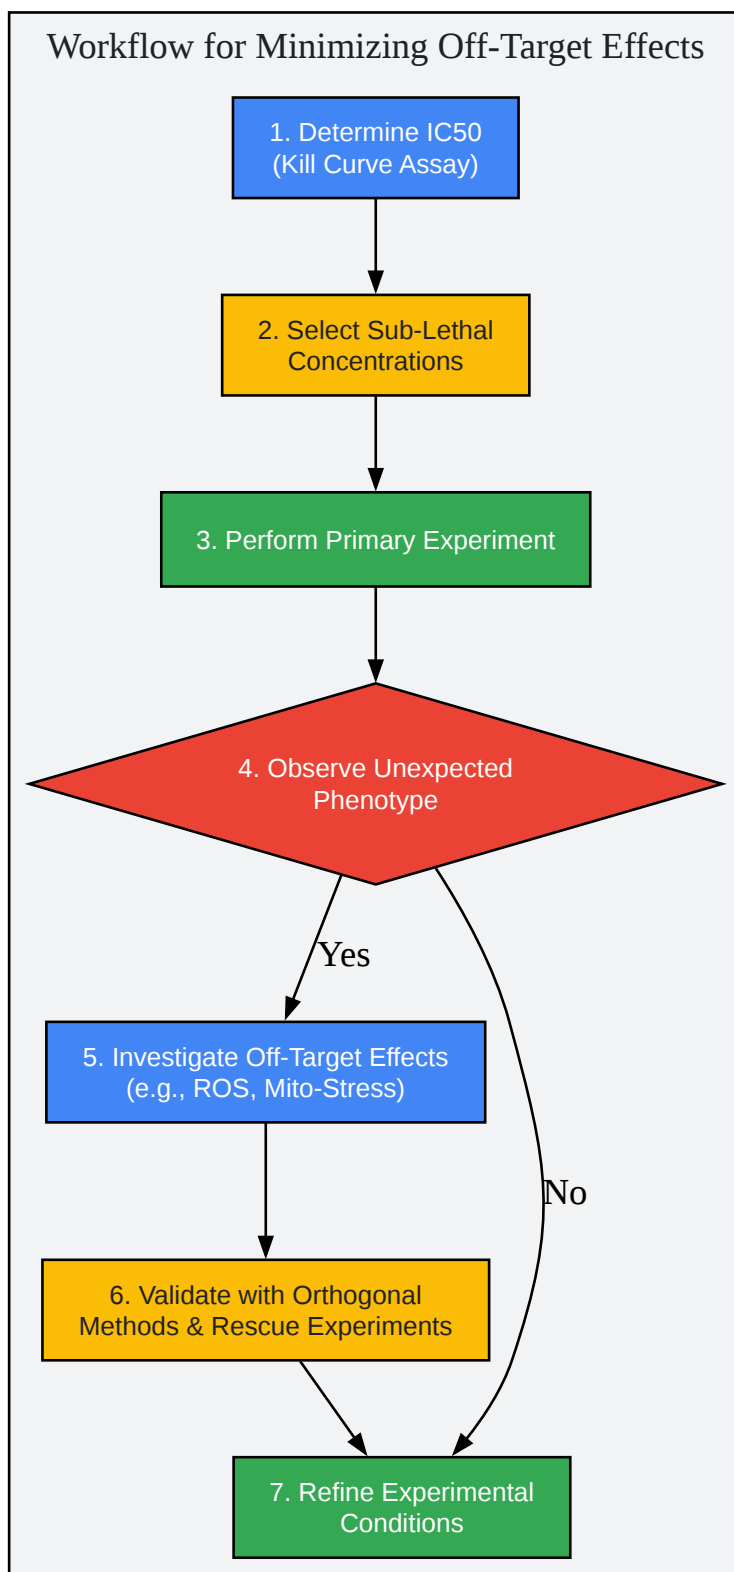 Workflow for Minimizing Off-Target Effects
1. Determine IC50
(Kill Curve Assay)
2. Select Sub-Lethal
Concentrations
3. Perform Primary Experiment
4. Observe Unexpected
Phenotype
Yes
5. Investigate Off-Target Effects
(e.g., ROS, Mito-Stress)
No
6. Validate with Orthogonal
Methods & Rescue Experiments
7. Refine Experimental
Conditions